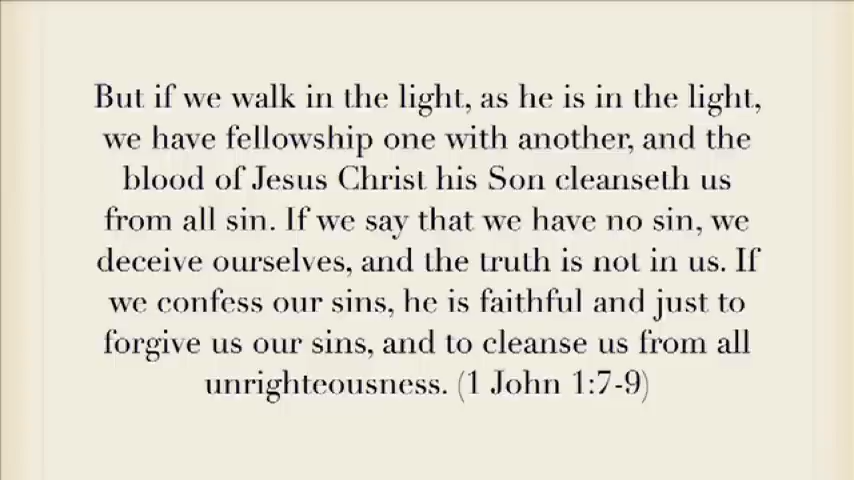 But if we walk in the light, as he is in the light,
we have fellowship one with another, and the
blood of Jesus Christ his Son cleanseth us
from all sin. If we say that we have no sin, we
deceive ourselves, and the truth is not in us. If
we confess our sins, he is faithful and just to
forgive us our sins, and to cleanse us from all
unrighteousness. (1 John 1:7-9)